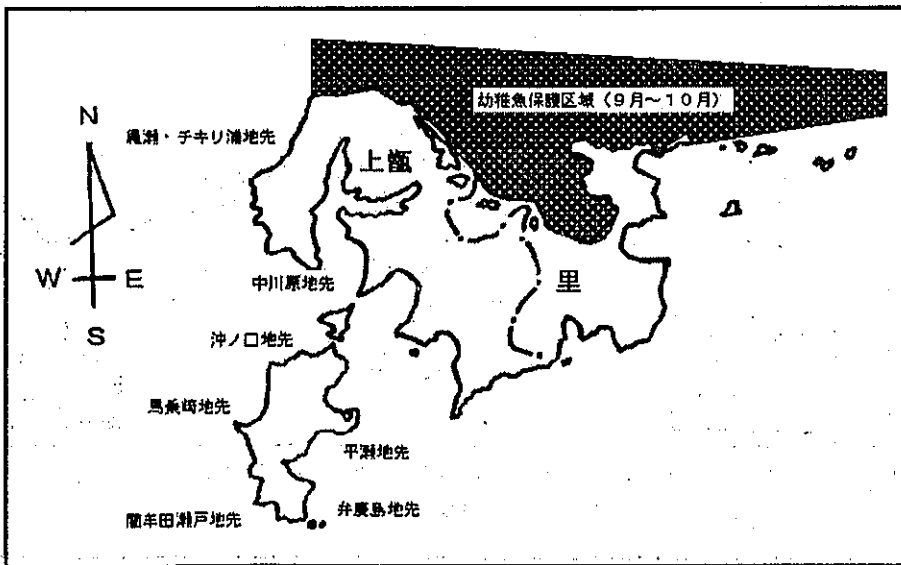 幼稚魚保護区域(9月～10月)
N
縄瀬・チキリ浦地先
上甑
W
E
S
中川原地先
里
沖ノ口地先
馬乗崎地先
平瀬地先
藺牟田瀬戸地先
弁慶島地先